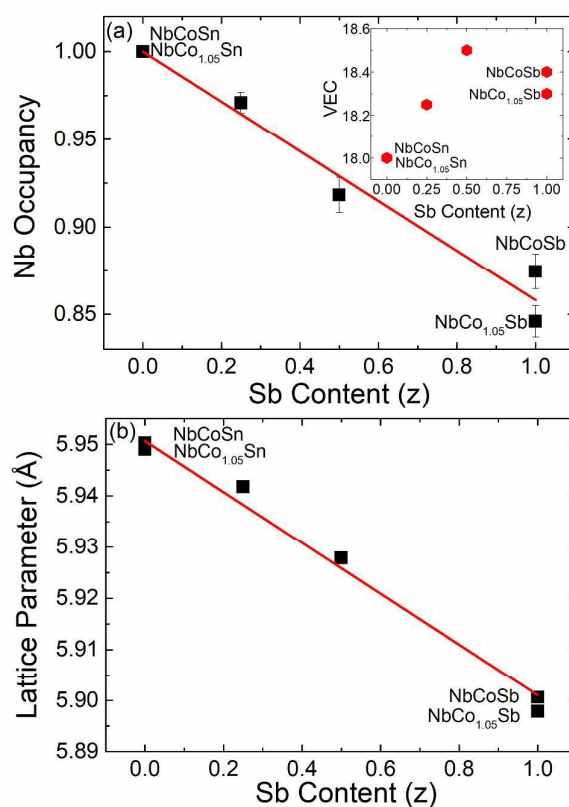 (a)
NbCoSn
NbCo1.05Sn
1.00
0.95
0.90
0.85
Nb Occupancy
0.0 0.2 0.4 0.6 0.8 1.0
Sb Content (z)
NbCoSb
NbCo1.05Sb
18.6
18.4
18.2
18.0
VEC
NbCoSb
NbCo1.05Sb
NbCoSn
NbCo1.05Sn
0.00 0.25 0.50 0.75 1.00
Sb Content (z)
(b)
NbCoSn
NbCo1.05Sn
5.95
5.94
5.93
5.92
5.91
5.90
5.89
Lattice Parameter (Å)
NbCoSb
NbCo1.05Sb
0.0 0.2 0.4 0.6 0.8 1.0
Sb Content (z)